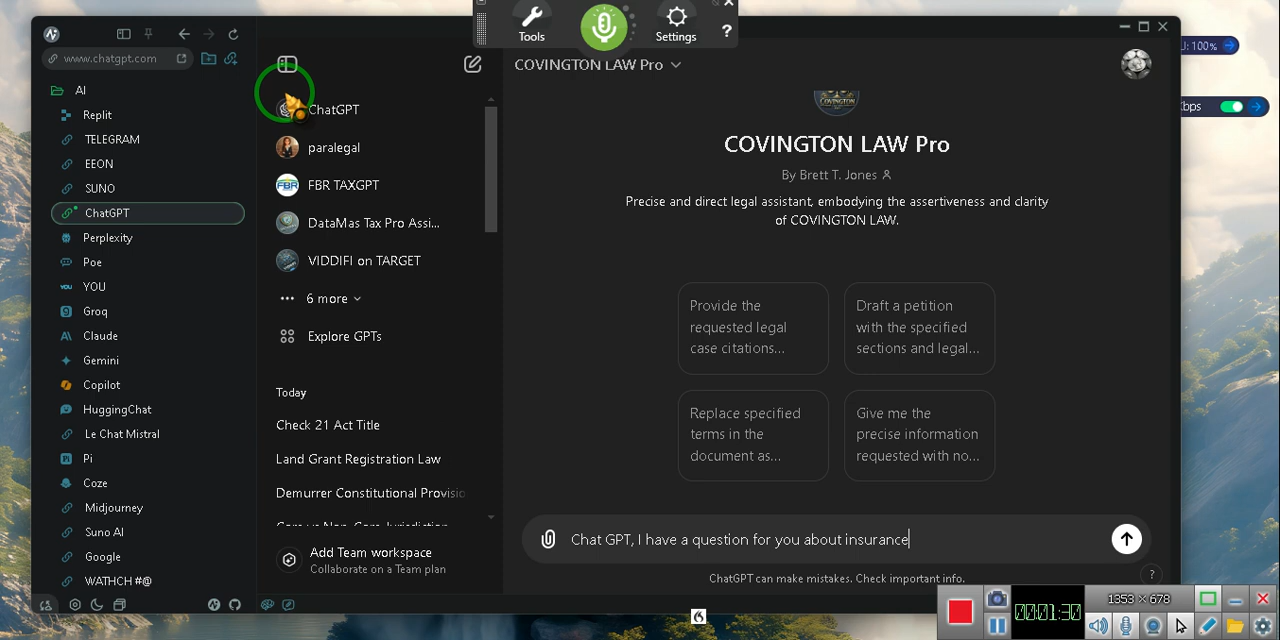 Tools
Settings
?
www.chatgpt.com
AI
Replit
TELEGRAM
EEON
SUNO
ChatGPT
Perplexity
Poe
YOU
YOU
Groq
Claude
Gemini
Copilot
HuggingChat
Le Chat Mistral
Pi
Coze
Midjourney
Suno AI
Google
WATHCH #@
ChatGPT
paralegal
FBR
FBR TAXGPT
DataMas Tax Pro Assi...
VIDDIFI on TARGET
6 more
Explore GPTs
Today
Check 21 Act Title
Land Grant Registration Law
Demurrer Constitutional Provisio
Add Team workspace
Collaborate on a Team plan
COVINGTON LAW Pro
COVINGTON
COVINGTON LAW Pro
By Brett T. Jones
Precise and direct legal assistant, embodying the assertiveness and clarity
of COVINGTON LAW.
Provide the
requested legal
case citations...
Draft a petition
with the specified
sections and legal...
Replace specified
terms in the
document as...
Give me the
precise information
requested with no...
Chat GPT, I have a question for you about insurance
ChatGPT can make mistakes. Check important info.
?
: 100%
bps
1353 × 678
00:01:30